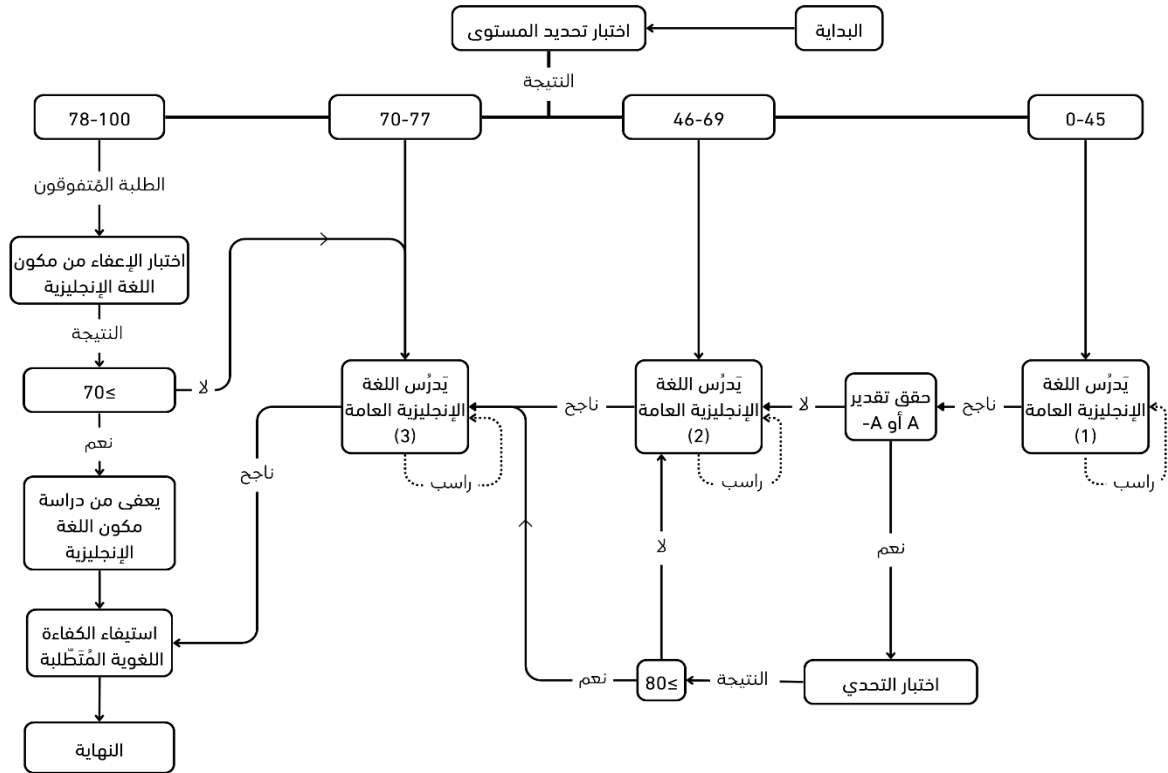 البداية
اختبار تحديد المستوى
النتيجة
0-45
46-69
70-77
78-100
الطلبة المُتفوقون
اختبار الإعفاء من مكون
اللغة الإنجليزية
النتيجة
70≤
لا
نعم
يعفى من دراسة
مكون اللغة
الإنجليزية
استيفاء الكفاءة
اللغوية المُتَطّلبة
النهاية
يَدرُس اللغة
الإنجليزية العامة
(1)
راسب
ناجح
حقق تقدير
A أو A-
لا
نعم
اختبار التحدي
النتيجة
80≤
لا
نعم
يَدرُس اللغة
الإنجليزية العامة
(2)
راسب
ناجح
يَدرُس اللغة
الإنجليزية العامة
(3)
راسب
ناجح